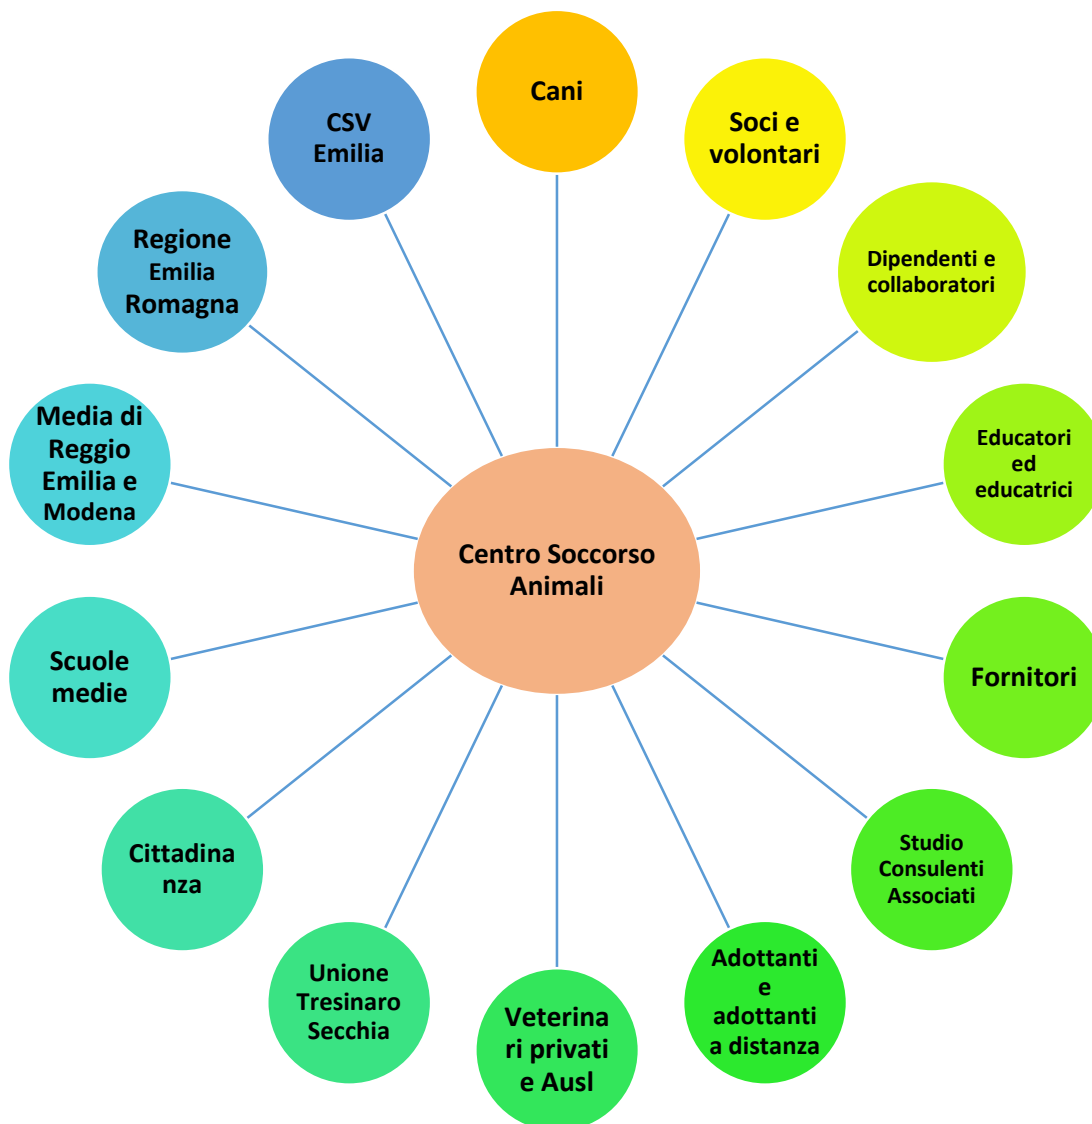 Cani
Soci e
volontari
Dipendenti e
collaboratori
Educatori
ed
educatrici
Fornitori
Studio
Consulenti
Associati
Adottanti
e
adottanti
a distanza
Veterina
ri privati
e Ausl
Unione
Tresinaro
Secchia
Cittadina
nza
Scuole
medie
Media di
Reggio
Emilia e
Modena
Regione
Emilia
Romagna
CSV
Emilia
Centro Soccorso
Animali